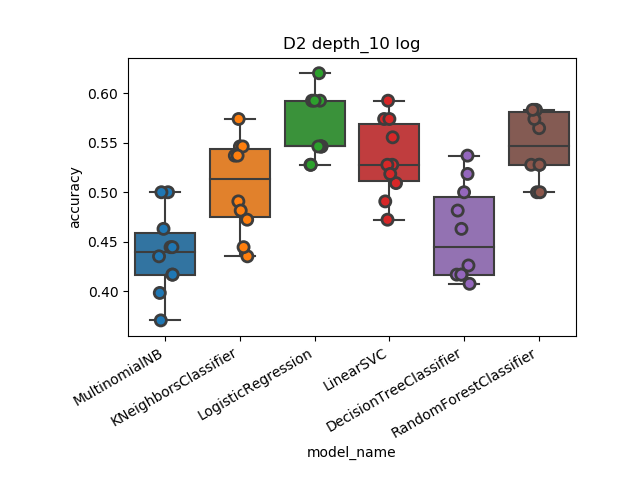 D2 depth_10 log
accuracy
0.60
0.55
0.50
0.45
0.40
MultinomialNB
KNeighborsClassifier
LogisticRegression
LinearSVC
DecisionTreeClassifier
RandomForestClassifier
model_name